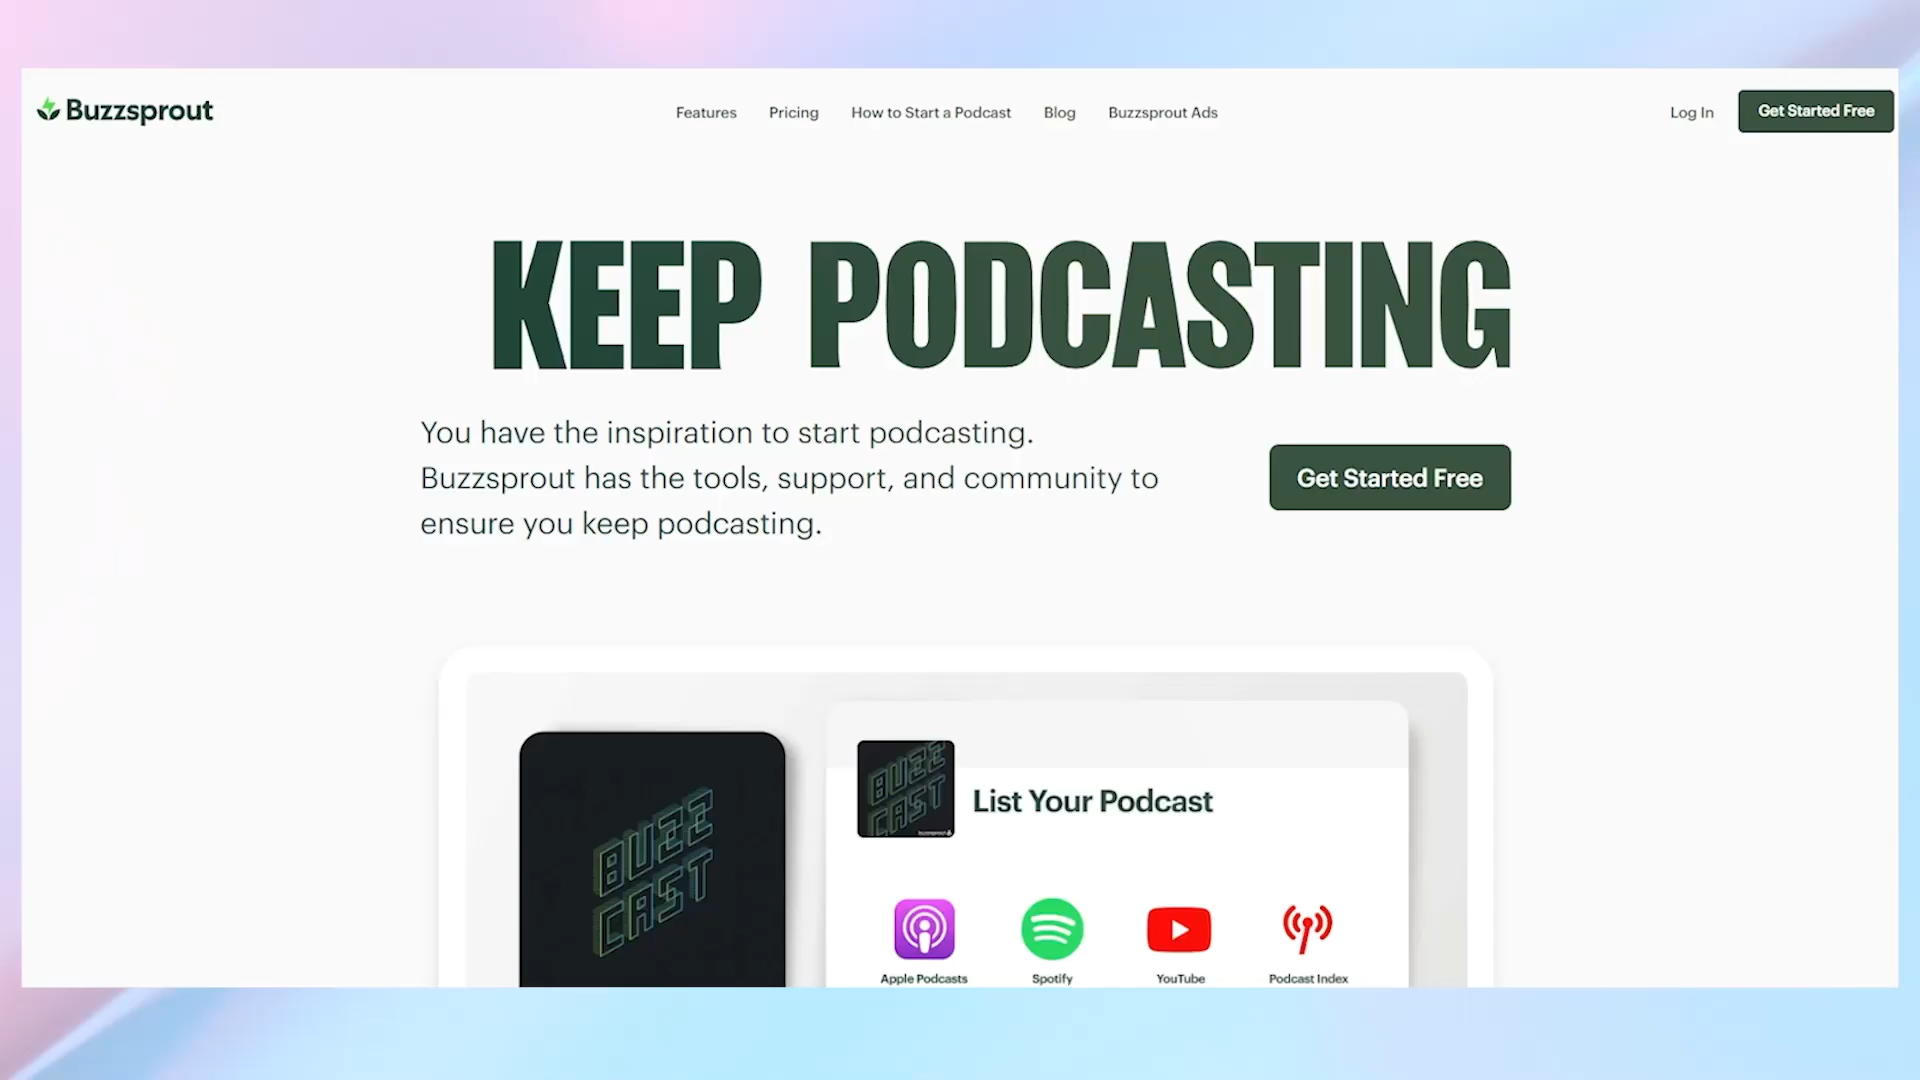 Buzzsprout
Features
Pricing
How to Start a Podcast
Blog
Buzzsprout Ads
Log In
Get Started Free
KEEP PODCASTING
You have the inspiration to start podcasting.
Buzzsprout has the tools, support, and community to
ensure you keep podcasting.
Get Started Free
BUZZ
CAST
BUZZ
CAST
buzzsprout
List Your Podcast
Apple Podcasts
Spotify
YouTube
Podcast Index